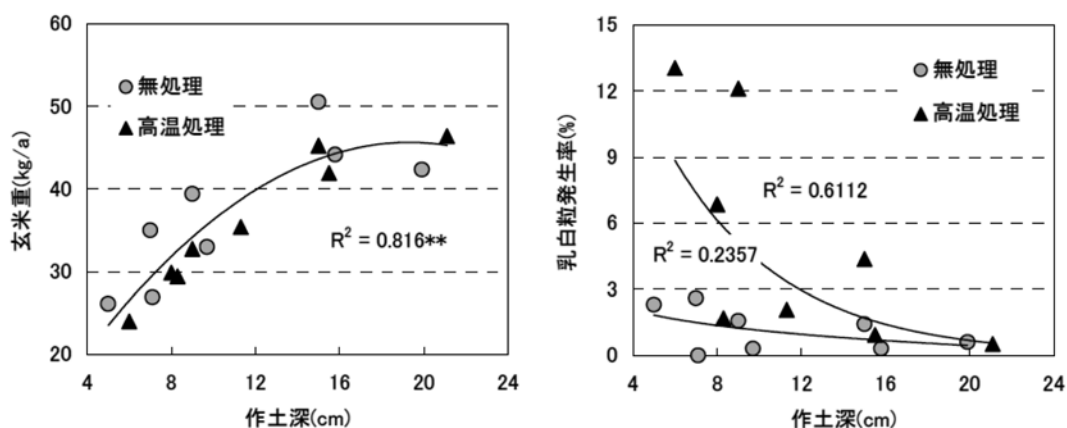 60
50
40
30
20
玄米重(kg/a)
無処理
高温処理
R² = 0.816**
4 8 12 16 20 24
作土深(cm)
15
12
9
6
3
0
乳白粒発生率(%)
無処理
高温処理
R² = 0.6112
R² = 0.2357
4 8 12 16 20 24
作土深(cm)